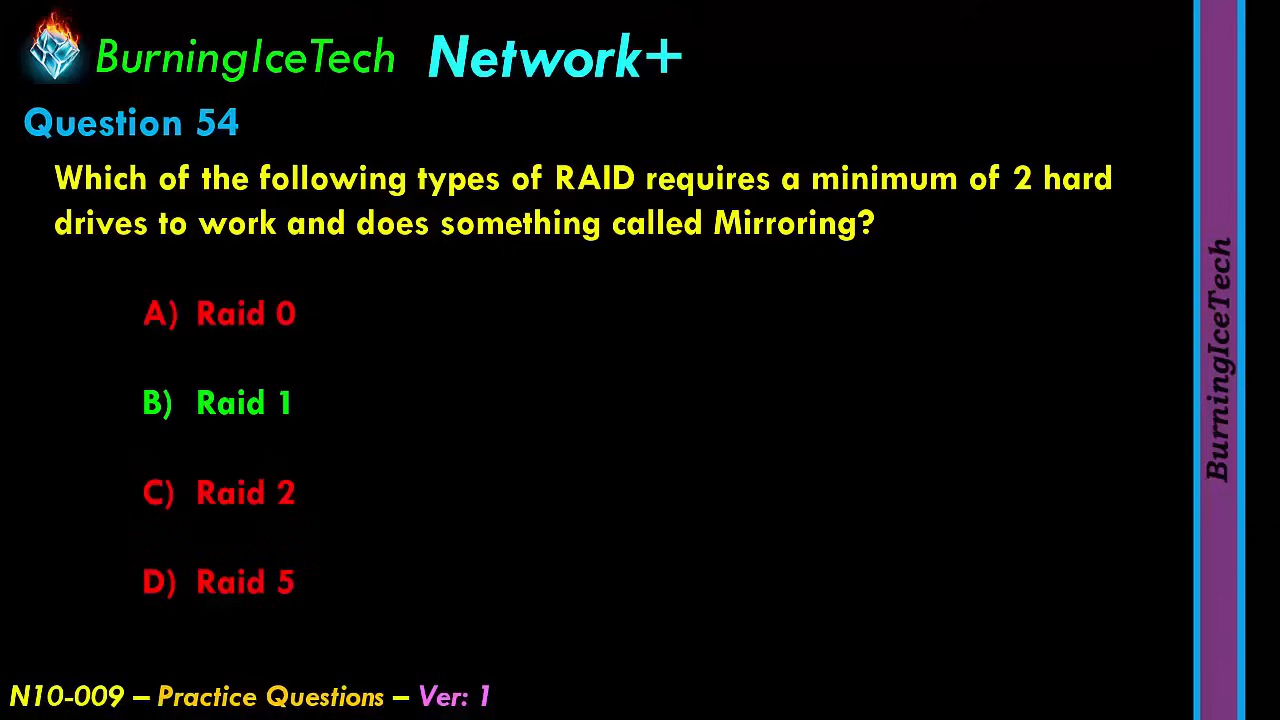 BurningIceTech Network+
Question 54
Which of the following types of RAID requires a minimum of 2 hard
drives to work and does something called Mirroring?
A) Raid 0
B) Raid 1
C) Raid 2
D) Raid 5
N10-009 – Practice Questions – Ver: 1
BurningIceTech